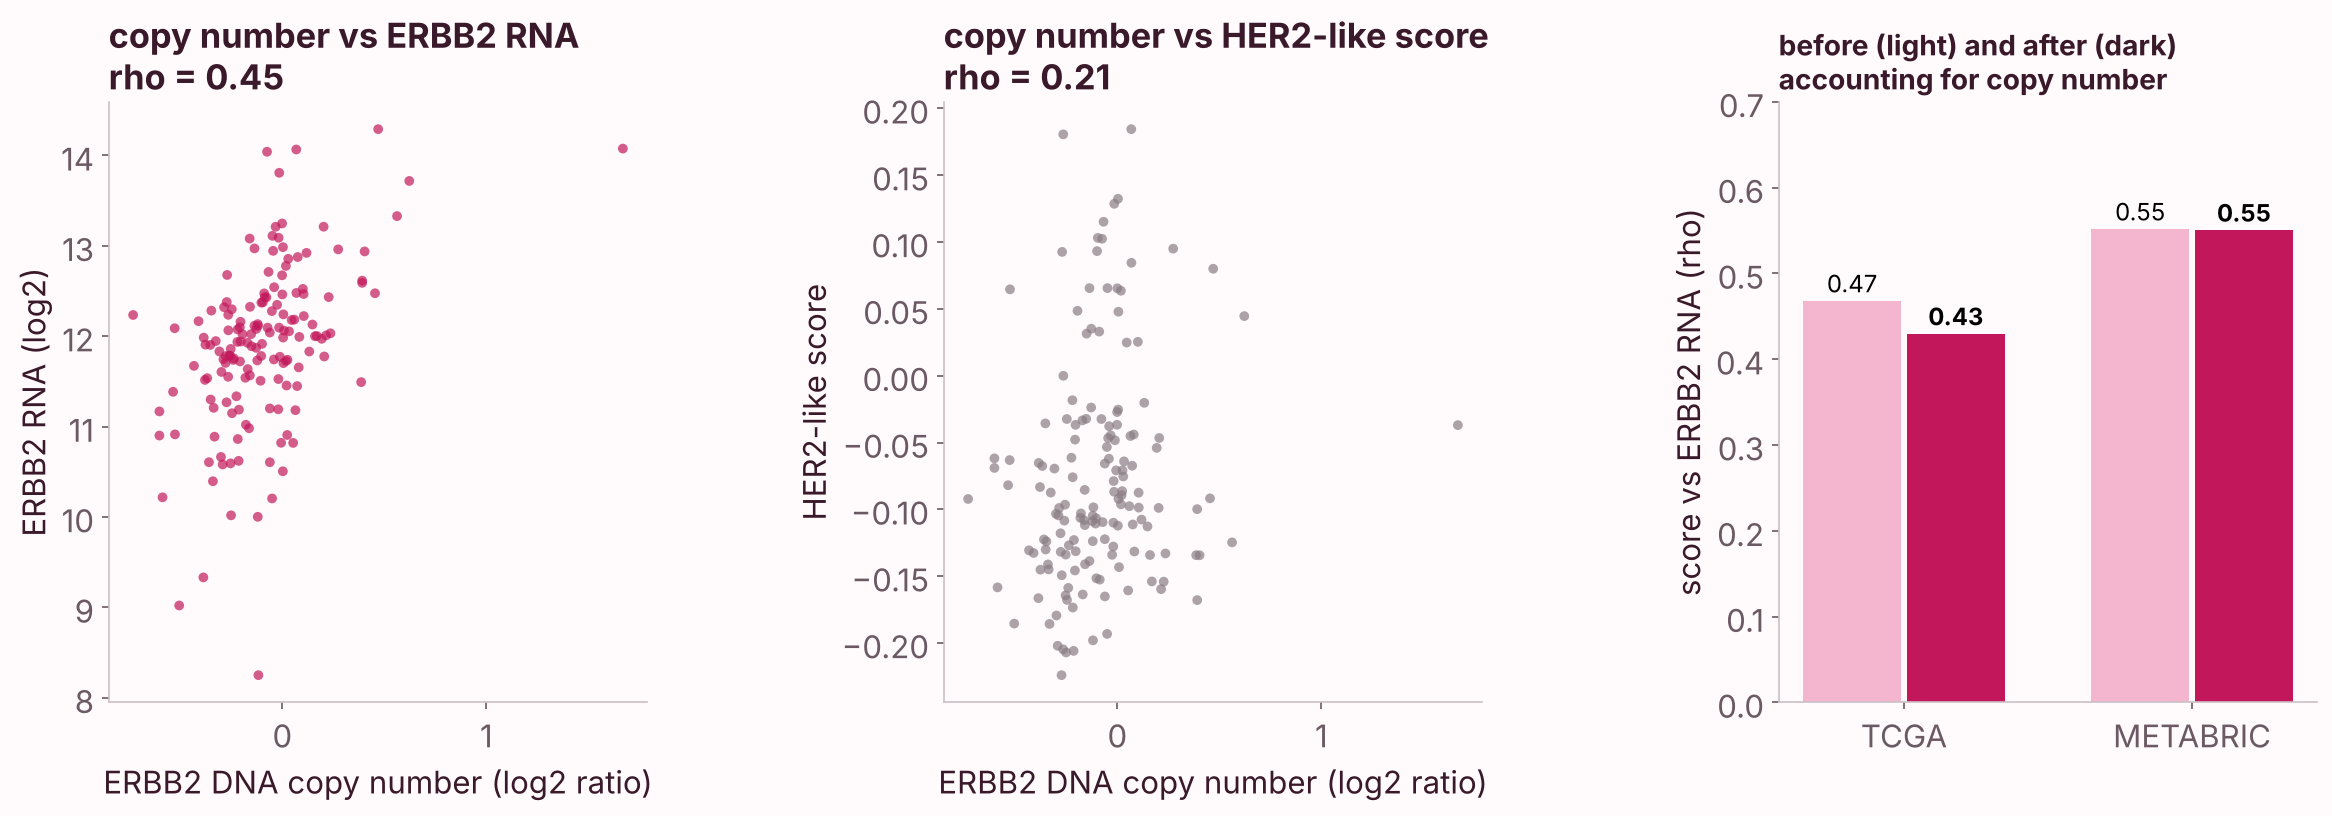 copy number vs ERBB2 RNA
rho = 0.45
ERBB2 RNA (log2)
14
13
12
11
10
9
8
0
1
ERBB2 DNA copy number (log2 ratio)
copy number vs HER2-like score
rho = 0.21
HER2-like score
0.20
0.15
0.10
0.05
0.00
−0.05
−0.10
−0.15
−0.20
0
1
ERBB2 DNA copy number (log2 ratio)
before (light) and after (dark)
accounting for copy number
score vs ERBB2 RNA (rho)
0.7
0.6
0.5
0.4
0.3
0.2
0.1
0.0
0.47
0.43
0.55
0.55
TCGA
METABRIC